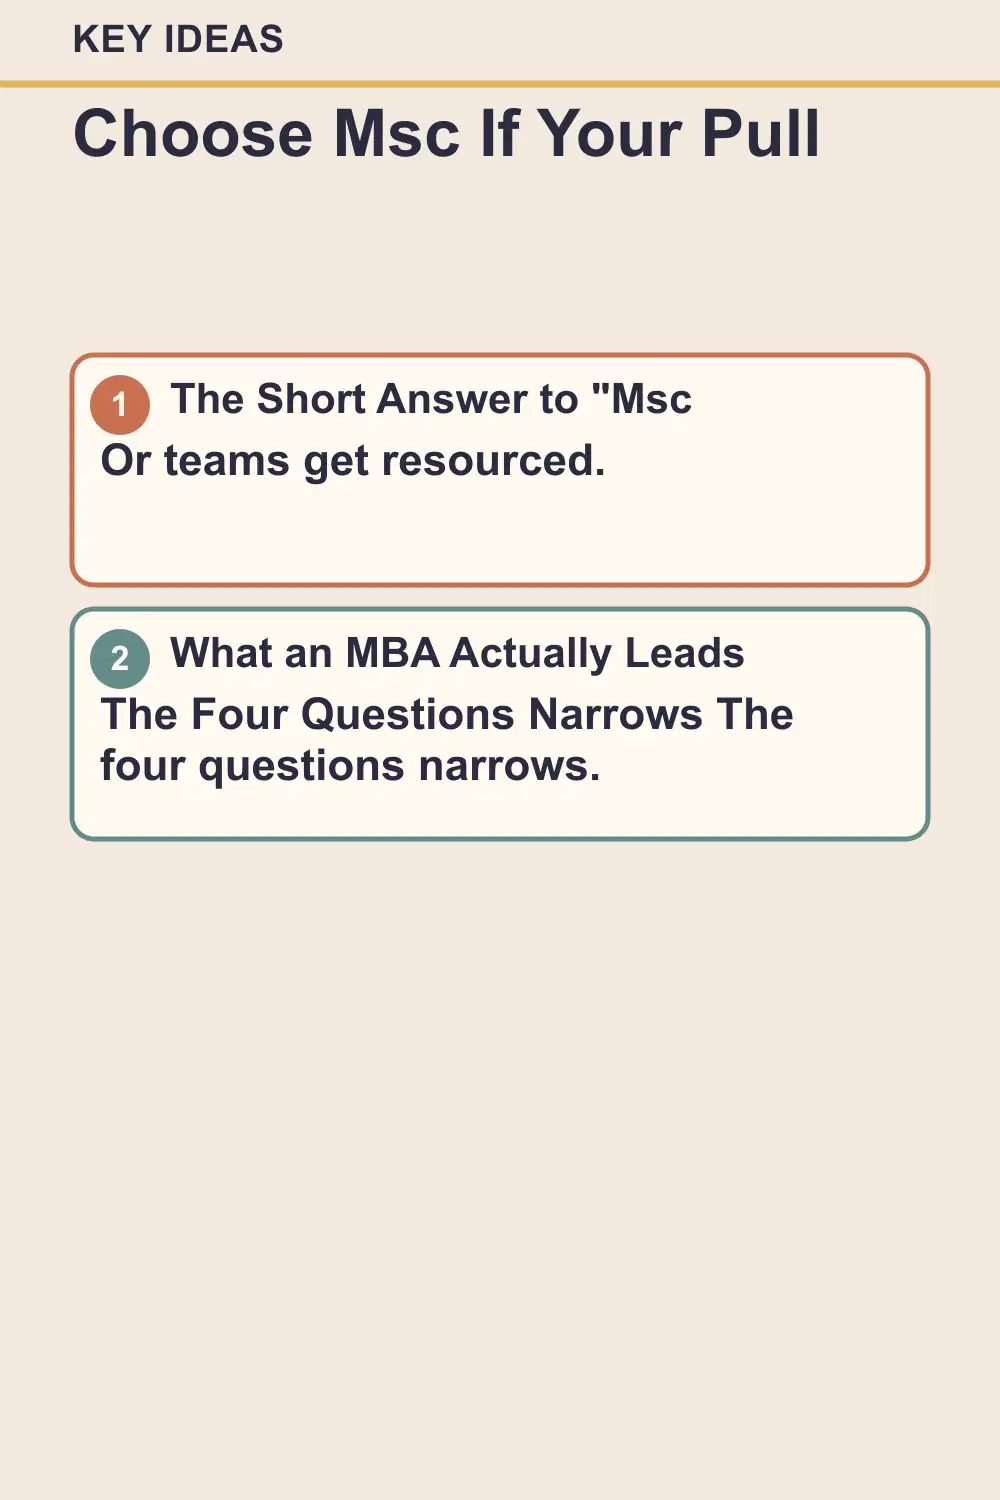 KEY IDEAS
Choose Msc If Your Pull
1 The Short Answer to "Msc
Or teams get resourced.
2 What an MBA Actually Leads
The Four Questions Narrows The
four questions narrows.